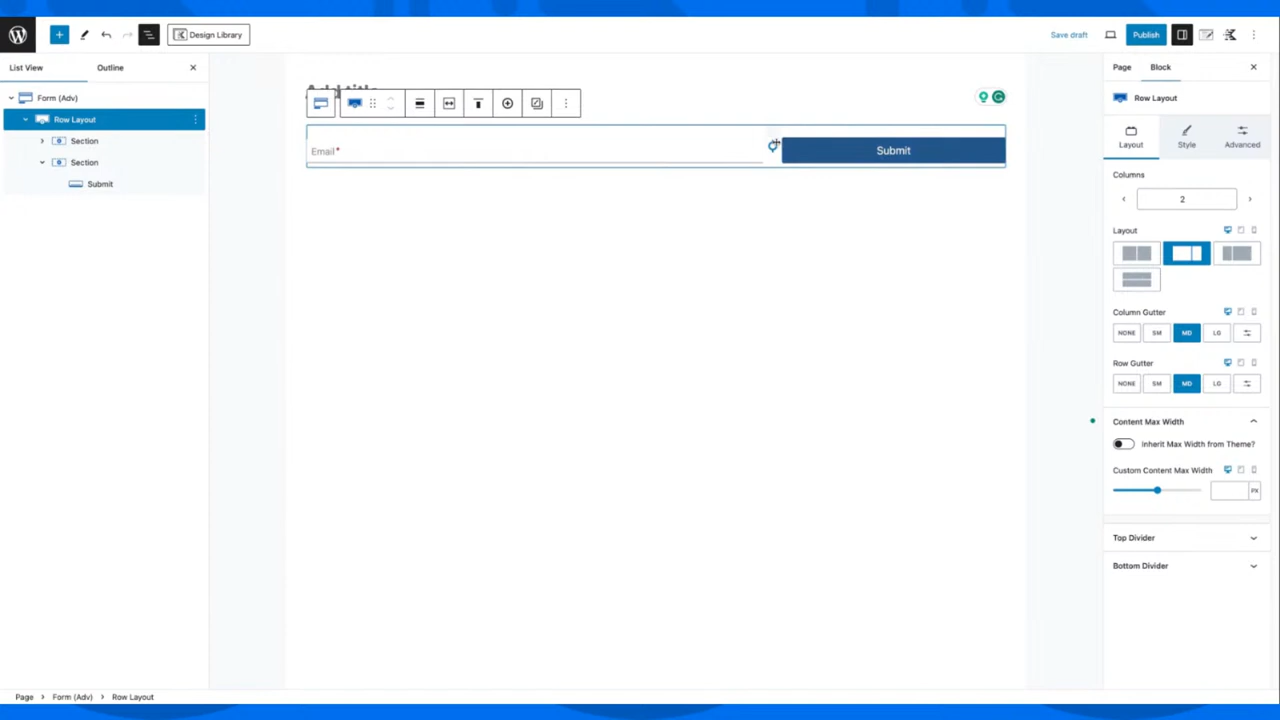 Design Library
Save draft
Publish
List View
Outline
Page
Block
Form (Adv)
Row Layout
Section
Section
Submit
Add title
Email *
Submit
Row Layout
Layout
Style
Advanced
Columns
2
Layout
Column Gutter
NONE
SM
MD
LG
Row Gutter
NONE
SM
MD
LG
Content Max Width
Inherit Max Width from Theme?
Custom Content Max Width
PX
Top Divider
Bottom Divider
Page
Form (Adv)
Row Layout